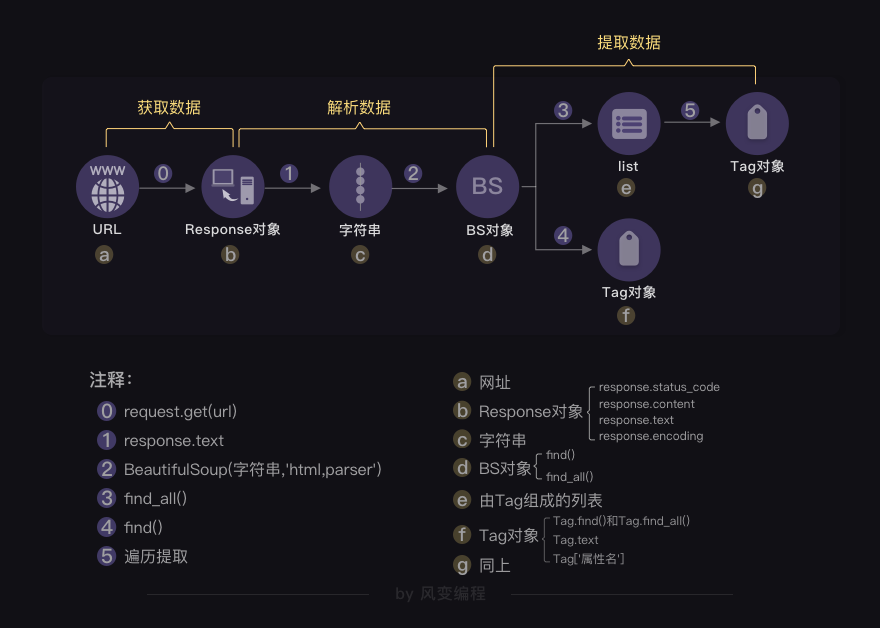 提取数据
获取数据
解析数据
3
5
WWW
0
1
2
BS
list
Tag对象
e
g
URL
Response对象
字符串
BS对象
a
b
c
d
4
Tag对象
f
注释：
0 request.get(url)
1 response.text
2 BeautifulSoup(字符串,'html,parser')
3 find_all()
4 find()
5 遍历提取
a 网址
b Response对象
response.status_code
response.content
response.text
response.encoding
c 字符串
d BS对象
find()
find_all()
e 由Tag组成的列表
f Tag对象
Tag.find()和Tag.find_all()
Tag.text
Tag['属性名']
g 同上
by 风变编程